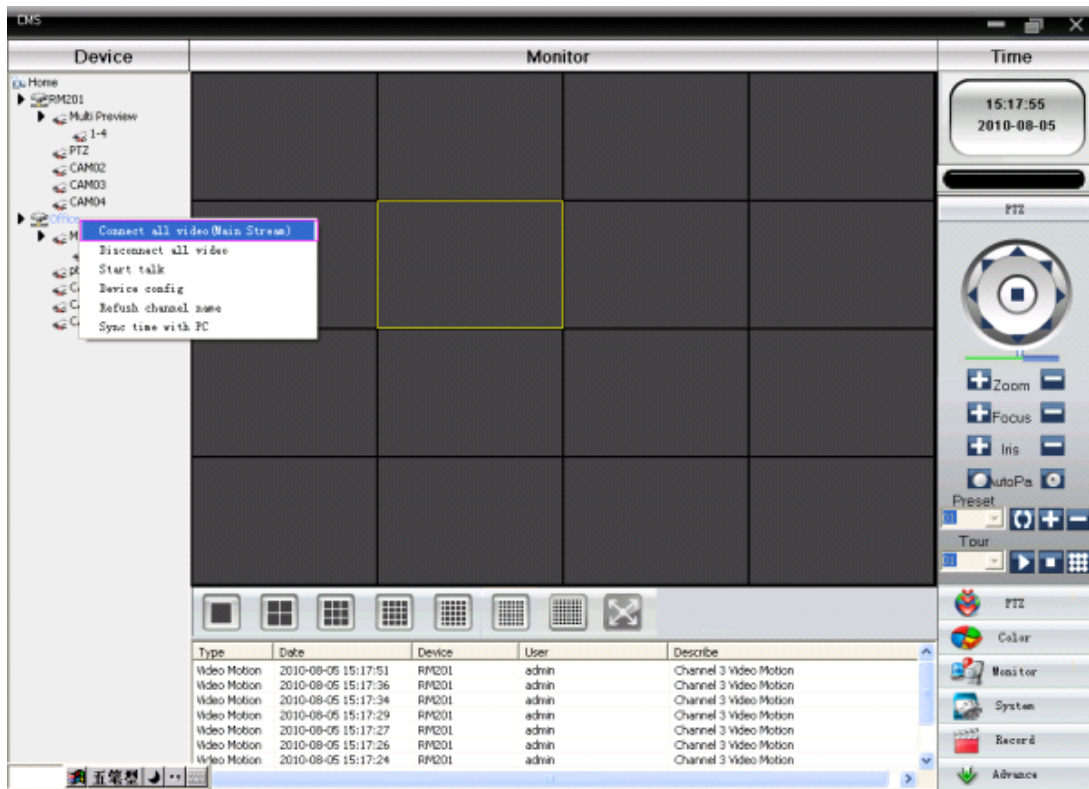 CMS
Device
Monitor
Time
Home
RM201
Multi Preview
1-4
PTZ
CAM02
CAM03
CAM04
Office
M
pt
C
CA
C
Connect all video(Main Stream)
Disconnect all video
Start talk
Device config
Refush channel name
Sync time with PC
15:17:55
2010-08-05
PTZ
Zoom
Focus
Iris
AutoPa
Preset
01
Tour
01
PTZ
Color
Monitor
System
Record
Advance
Type Date Device User Describe
Video Motion 2010-08-05 15:17:51 RM201 admin Channel 3 Video Motion
Video Motion 2010-08-05 15:17:36 RM201 admin Channel 3 Video Motion
Video Motion 2010-08-05 15:17:34 RM201 admin Channel 3 Video Motion
Video Motion 2010-08-05 15:17:29 RM201 admin Channel 3 Video Motion
Video Motion 2010-08-05 15:17:27 RM201 admin Channel 3 Video Motion
Video Motion 2010-08-05 15:17:26 RM201 admin Channel 3 Video Motion
Video Motion 2010-08-05 15:17:24 RM201 admin Channel 3 Video Motion
五笔型